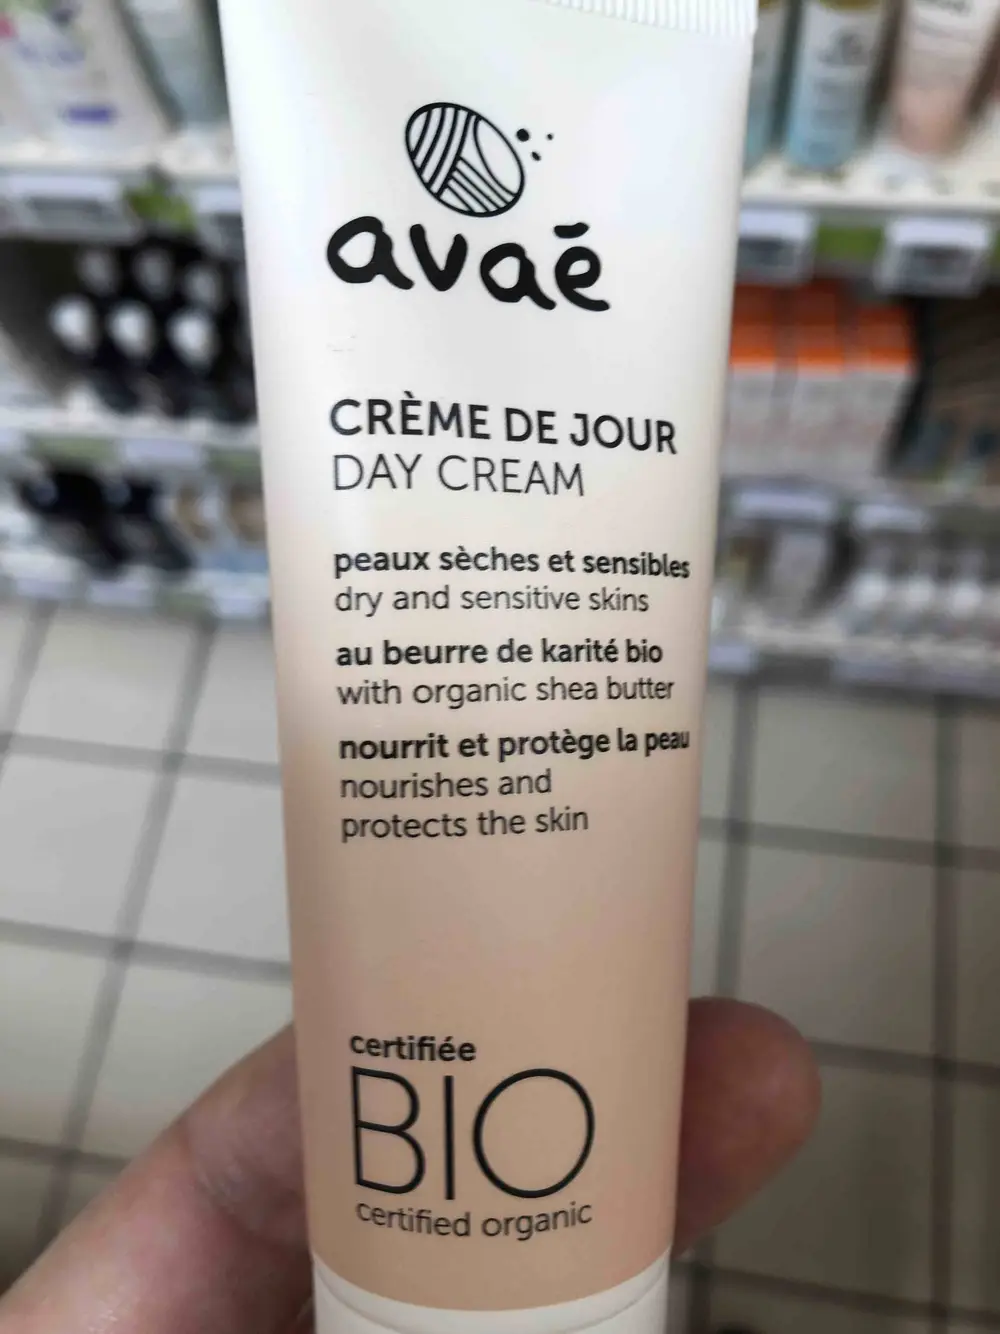 avaē
CRÈME DE JOUR
DAY CREAM
peaux sèches et sensibles
dry and sensitive skins
au beurre de karité bio
with organic shea butter
nourrit et protège la peau
nourishes and
protects the skin
certifiée
BIO
certified organic